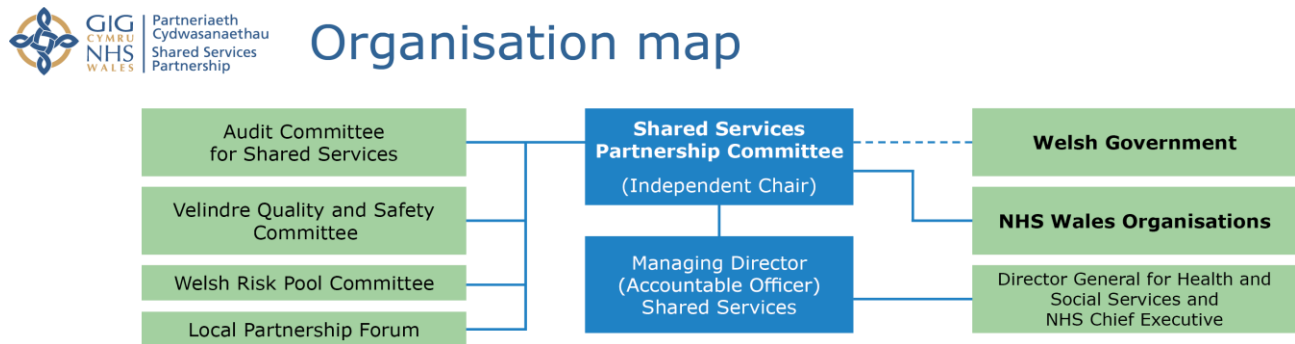 GIG
CYMRU
NHS
WALES
Partneriaeth
Cydwasanaethau
Shared Services
Partnership
Organisation map
Audit Committee
for Shared Services
Velindre Quality and Safety
Committee
Welsh Risk Pool Committee
Local Partnership Forum
Shared Services
Partnership Committee
(Independent Chair)
Managing Director
(Accountable Officer)
Shared Services
Welsh Government
NHS Wales Organisations
Director General for Health and
Social Services and
NHS Chief Executive